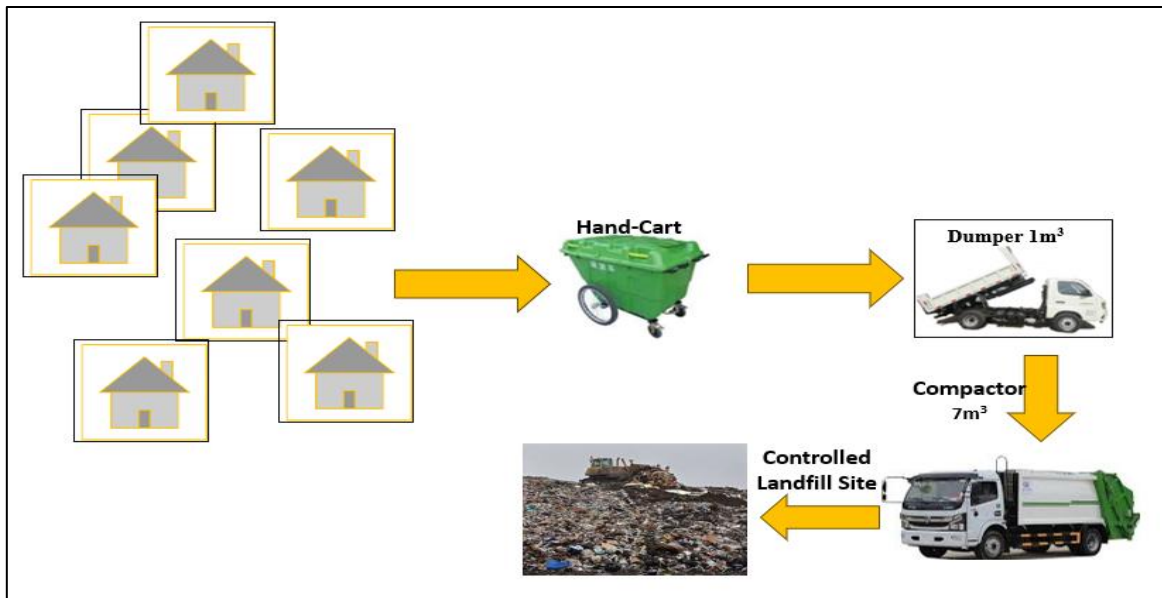 Hand-Cart
Dumper 1m³
Compactor
7m³
Controlled
Landfill Site